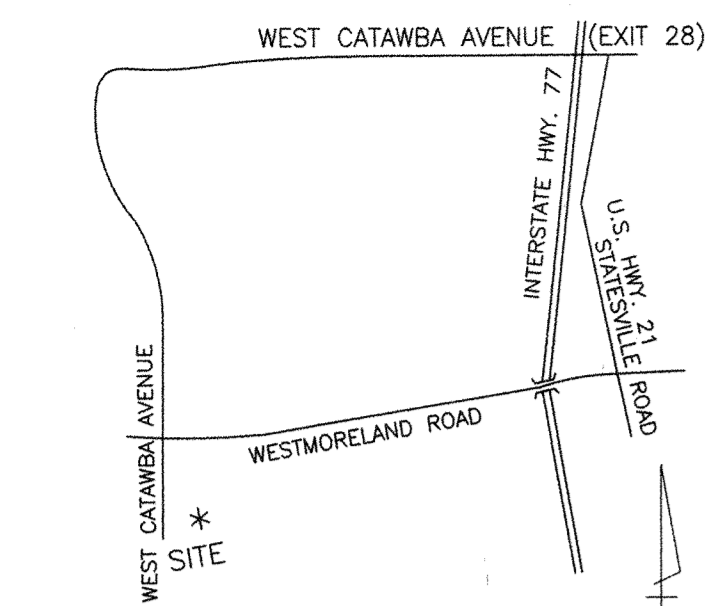 WEST CATAWBA AVENUE (EXIT 28)
INTERSTATE HWY. 77
U.S. HWY. 21
STATESVILLE ROAD
WEST CATAWBA AVENUE
WESTMORELAND ROAD
* SITE